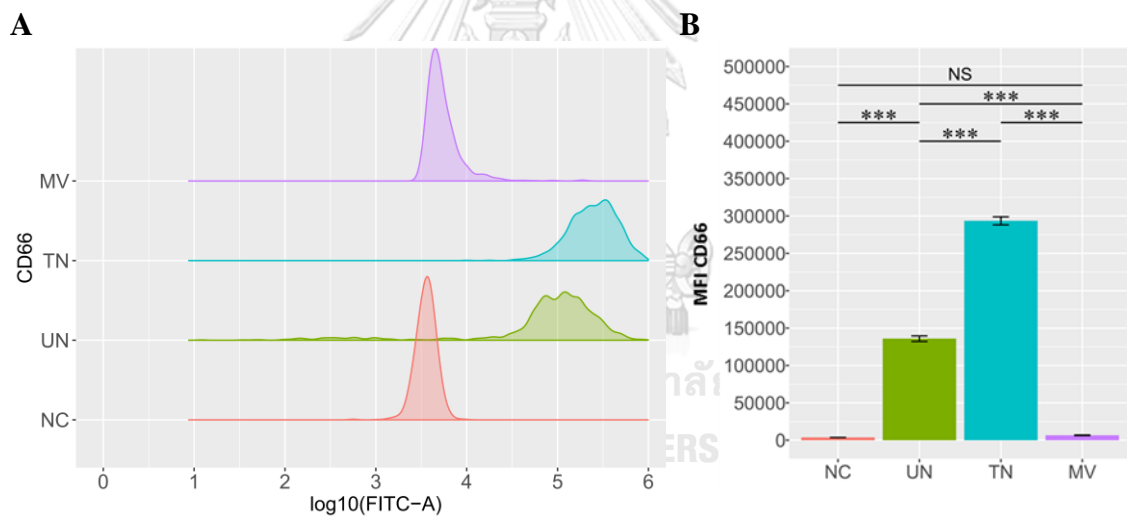 A
CD66
MV
TN
UN
NC
0 1 2 3 4 5 6
log10(FITC−A)
B
MFI CD66
500000
450000
400000
350000
300000
250000
200000
150000
100000
50000
0
NS
***
*** ***
***
NC UN TN MV
ERS